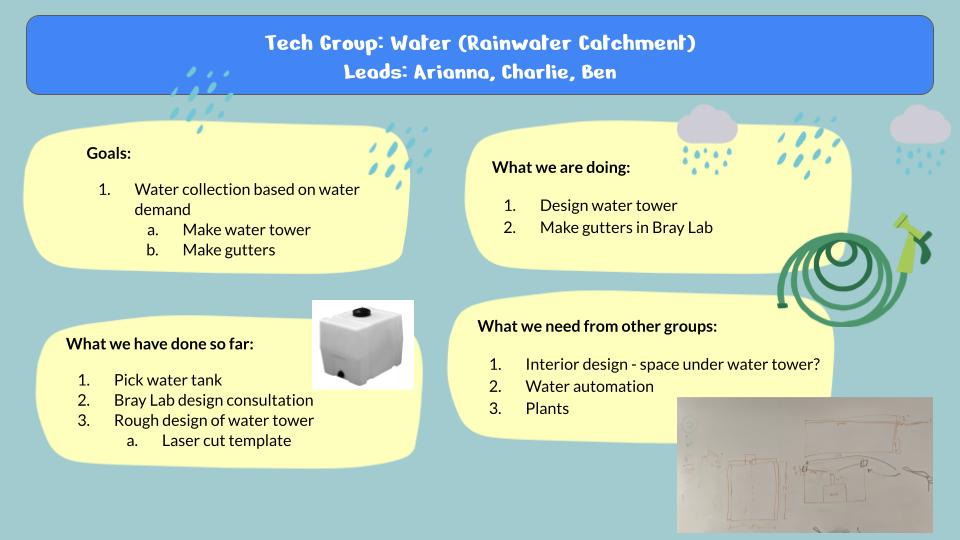 Tech Group: Water (Rainwater Catchment)
Leads: Arianna, Charlie, Ben
Goals:
1. Water collection based on water
demand
a. Make water tower
b. Make gutters
What we are doing:
1. Design water tower
2. Make gutters in Bray Lab
What we have done so far:
1. Pick water tank
2. Bray Lab design consultation
3. Rough design of water tower
a. Laser cut template
What we need from other groups:
1. Interior design - space under water tower?
2. Water automation
3. Plants